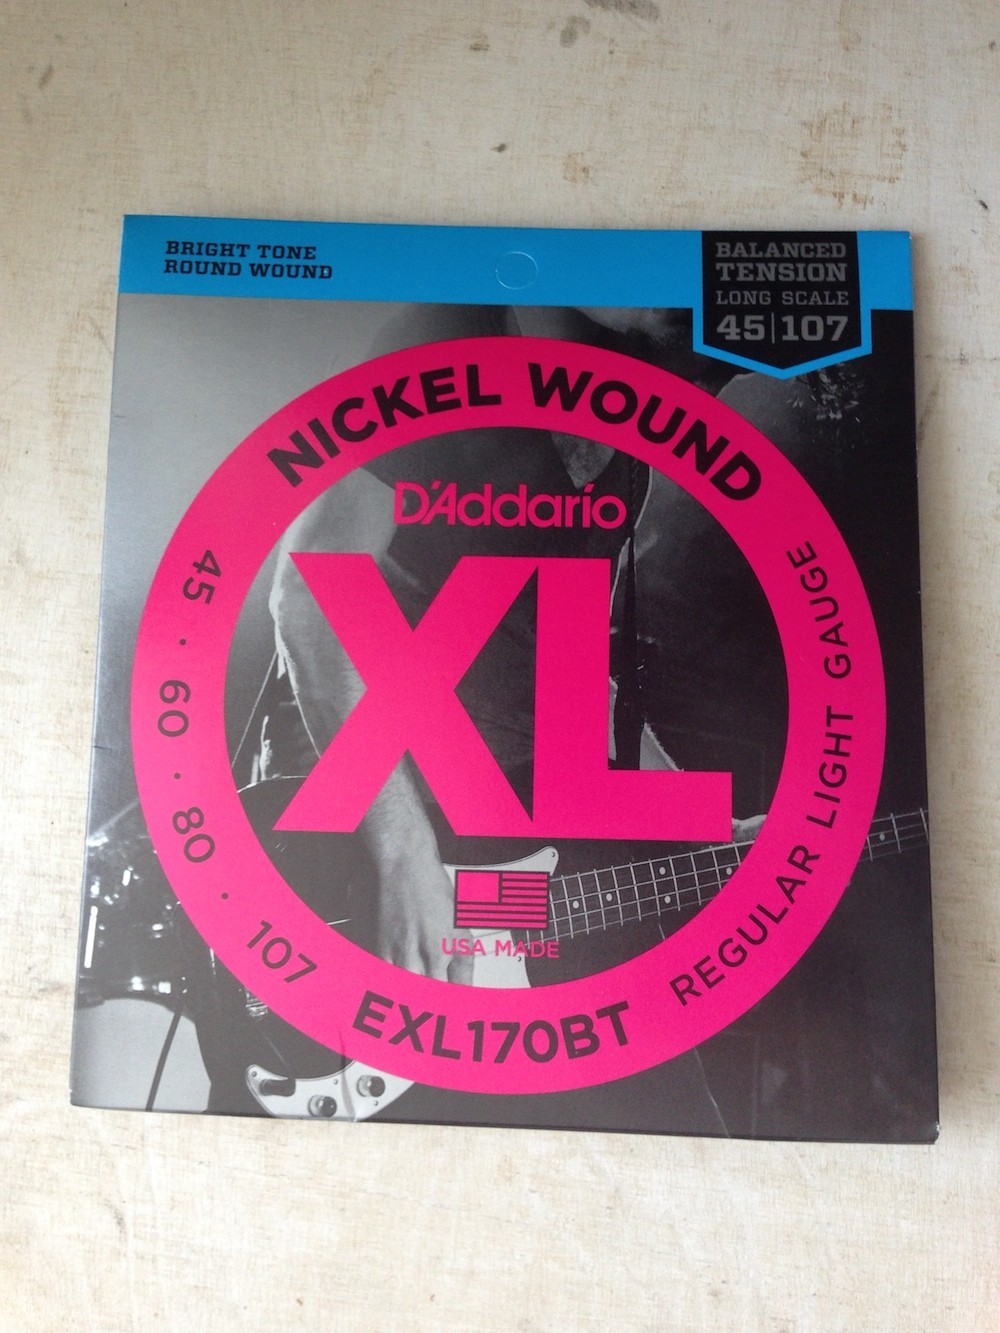 BRIGHT TONE
ROUND WOUND
BALANCED
TENSION
LONG SCALE
45|107
NICKEL WOUND
D'Addario
XL
USA MADE
45 · 60 · 80 · 107
EXL170BT
REGULAR LIGHT GAUGE